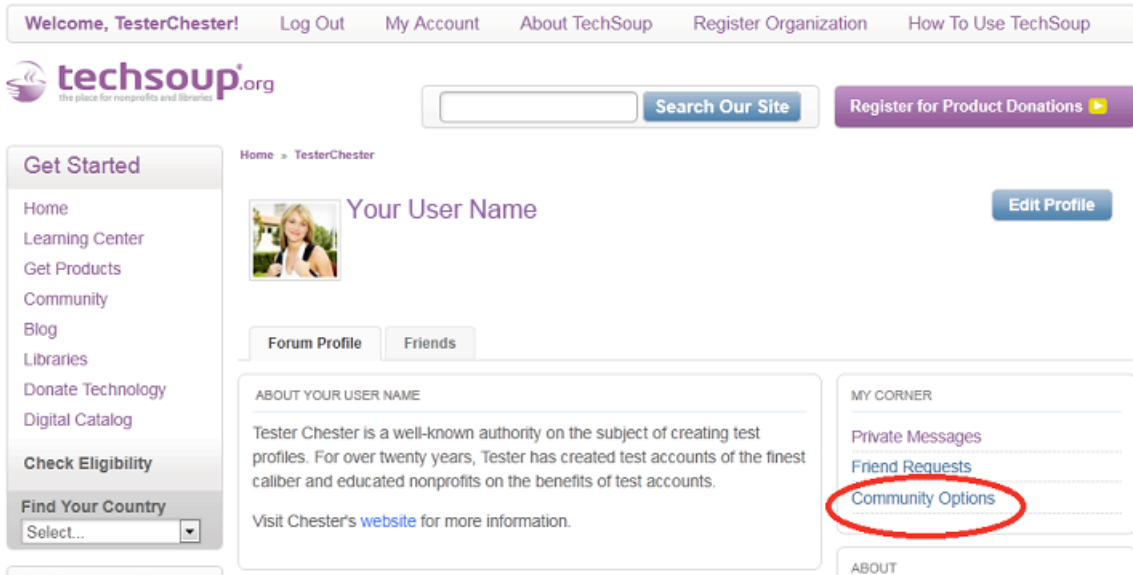 Welcome, TesterChester! Log Out My Account About TechSoup Register Organization How To Use TechSoup
techsoup.org
the place for nonprofits and libraries
Search Our Site
Register for Product Donations
Get Started
Home
Learning Center
Get Products
Community
Blog
Libraries
Donate Technology
Digital Catalog
Check Eligibility
Find Your Country
Select...
Home » TesterChester
Your User Name
Edit Profile
Forum Profile Friends
ABOUT YOUR USER NAME
Tester Chester is a well-known authority on the subject of creating test
profiles. For over twenty years, Tester has created test accounts of the finest
caliber and educated nonprofits on the benefits of test accounts.
Visit Chester's website for more information.
MY CORNER
Private Messages
Friend Requests
Community Options
ABOUT